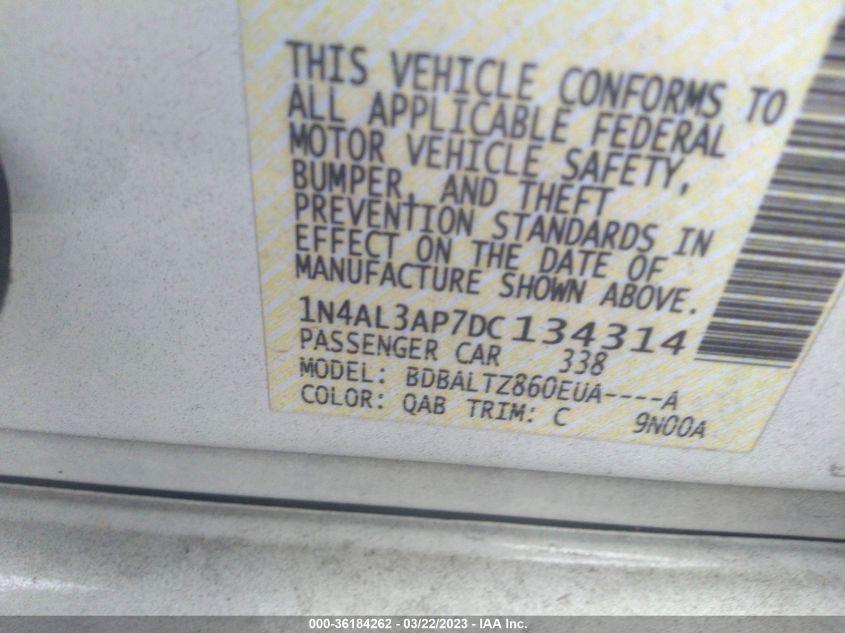 THIS VEHICLE CONFORMS TO
ALL APPLICABLE FEDERAL
MOTOR VEHICLE SAFETY,
BUMPER, AND THEFT
PREVENTION STANDARDS IN
EFFECT ON THE DATE OF
MANUFACTURE SHOWN ABOVE.
1N4AL3AP7DC134314
PASSENGER CAR 338
MODEL: BDBALTZ860EUA----A
COLOR: QAB TRIM: C 9N00A
000-36184262 - 03/22/2023 - IAA Inc.